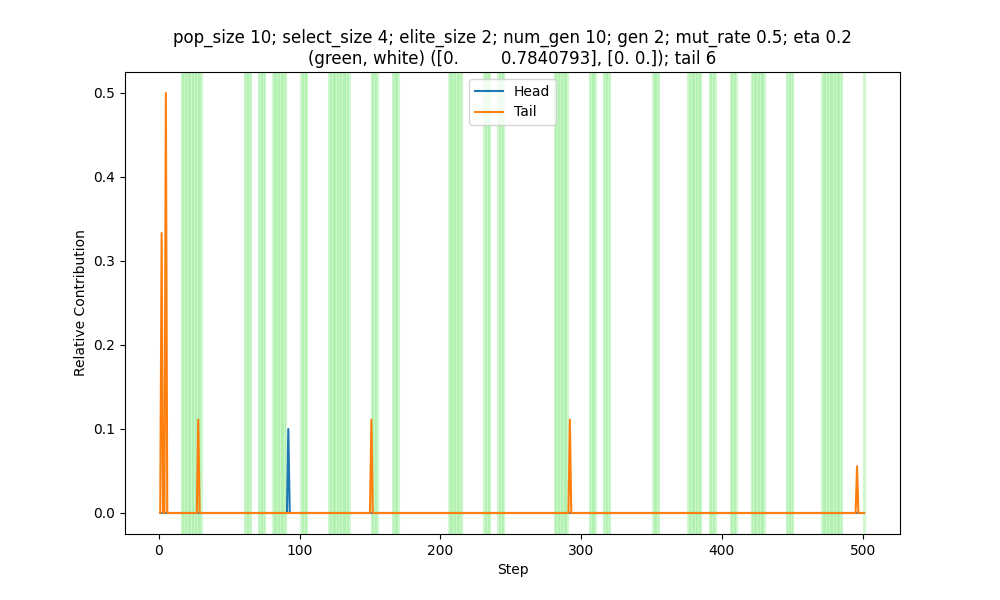 pop_size 10; select_size 4; elite_size 2; num_gen 10; gen 2; mut_rate 0.5; eta 0.2
(green, white) ([0. 0.7840793], [0. 0.]); tail 6
Head
Tail
Relative Contribution
0.5
0.4
0.3
0.2
0.1
0.0
0 100 200 300 400 500
Step